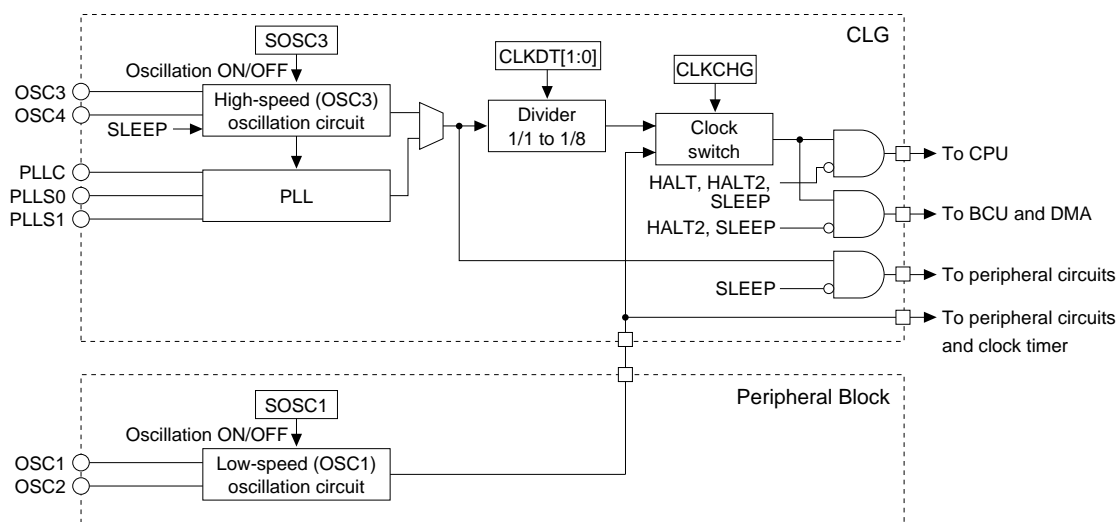 CLG
SOSC3
Oscillation ON/OFF
CLKDT[1:0]
CLKCHG
OSC3
OSC4
SLEEP
High-speed (OSC3)
oscillation circuit
Divider
1/1 to 1/8
Clock
switch
To CPU
PLLC
PLLS0
PLLS1
PLL
HALT, HALT2,
SLEEP
HALT2, SLEEP
To BCU and DMA
SLEEP
To peripheral circuits
To peripheral circuits
and clock timer
Peripheral Block
SOSC1
Oscillation ON/OFF
OSC1
OSC2
Low-speed (OSC1)
oscillation circuit